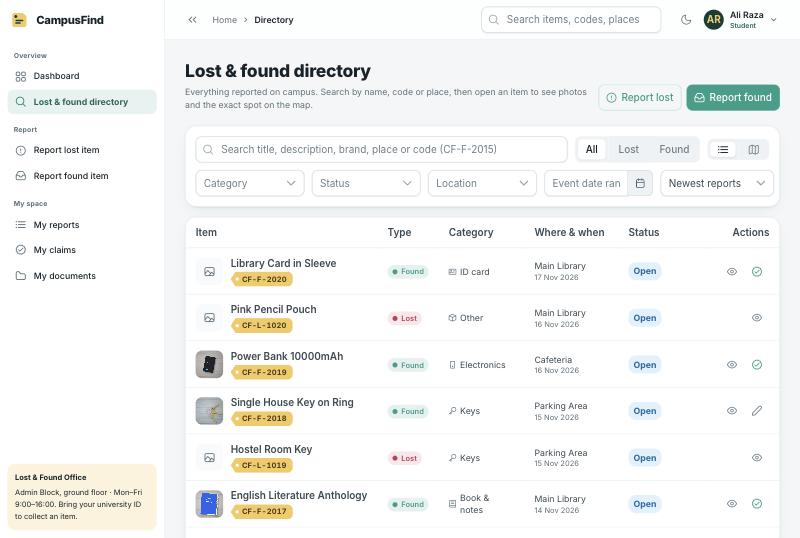 CampusFind
Home > Directory
Search items, codes, places
AR
Ali Raza
Student
Overview
Dashboard
Lost & found directory
Report
Report lost item
Report found item
My space
My reports
My claims
My documents
Lost & Found Office
Admin Block, ground floor · Mon–Fri
9:00–16:00. Bring your university ID
to collect an item.
Lost & found directory
Everything reported on campus. Search by name, code or place, then open an item to see photos
and the exact spot on the map.
Report lost
Report found
Search title, description, brand, place or code (CF-F-2015)
All Lost Found
Category Status Location Event date ran Newest reports
Item Type Category Where & when Status Actions
Library Card in Sleeve
CF-F-2020
Found
ID card
Main Library
17 Nov 2026
Open
Pink Pencil Pouch
CF-L-1020
Lost
Other
Main Library
16 Nov 2026
Open
Power Bank 10000mAh
CF-F-2019
Found
Electronics
Cafeteria
16 Nov 2026
Open
Single House Key on Ring
CF-F-2018
Found
Keys
Parking Area
15 Nov 2026
Open
Hostel Room Key
CF-L-1019
Lost
Keys
Parking Area
15 Nov 2026
Open
English Literature Anthology
CF-F-2017
Found
Book &
notes
Main Library
14 Nov 2026
Open